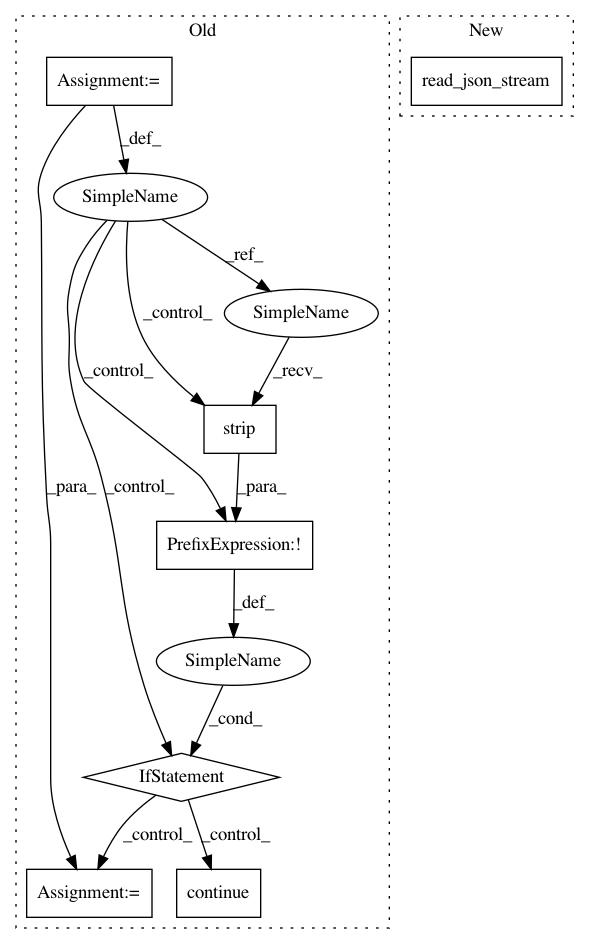 Old
New
Assignment:=
read_json_stream
_def_
SimpleName
_ref_
SimpleName
_control_
_control_
_recv_
strip
_para_
_control_
_para_
PrefixExpression:!
_def_
SimpleName
_cond_
IfStatement
_control_
_control_
Assignment:=
continue